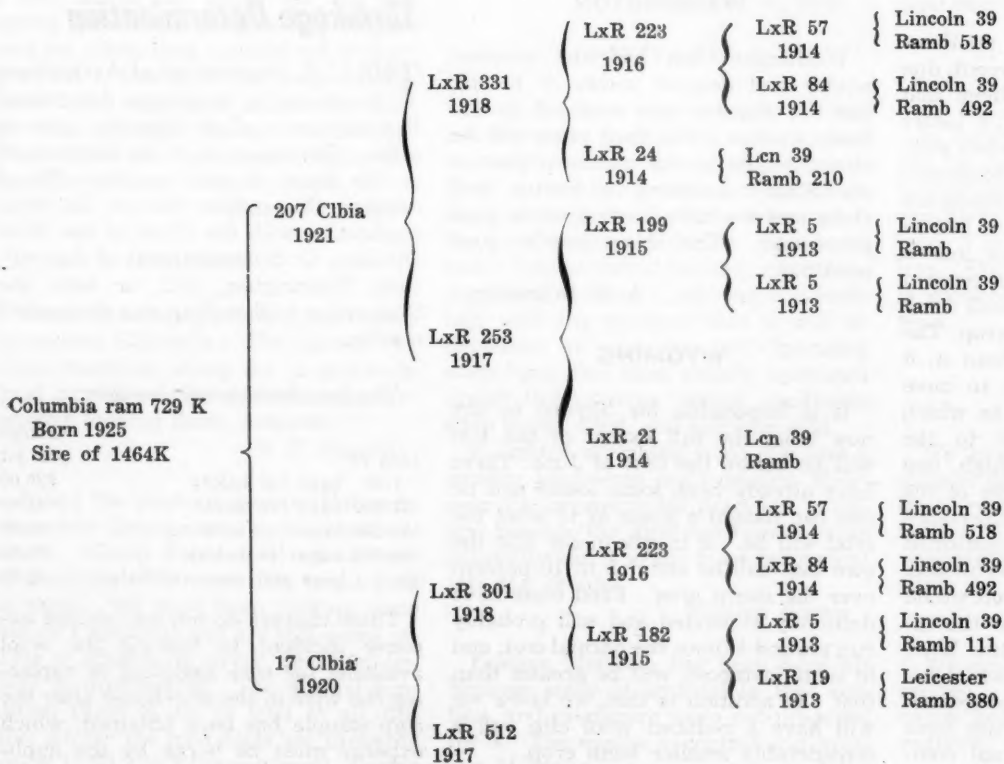 Lincoln 39
LxR 223 LxR 57
1916 1914 Ramb 518
LxR 331 LxR 84 Lincoln 39
1918 1914 Ramb 492
LxR 24 Lcn 39
1914 Ramb 210
207 Clbia
1921
LxR 199 LxR 5 Lincoln 39
1915 1913 Ramb
LxR 5 Lincoln 39
1913 Ramb
LxR 253
1917
Columbia ram 729 K
Born 1925
Sire of 1464K
LxR 21 Lcn 39
1914 Ramb
LxR 57 Lincoln 39
1914 Ramb 518
LxR 223
1916
LxR 84 Lincoln 39
1914 Ramb 492
LxR 301
1918
LxR 182 LxR 5 Lincoln 39
1915 1913 Ramb 111
17 Clbia
1920
LxR 19 Leicester
1913 Ramb 380
LxR 512
1917